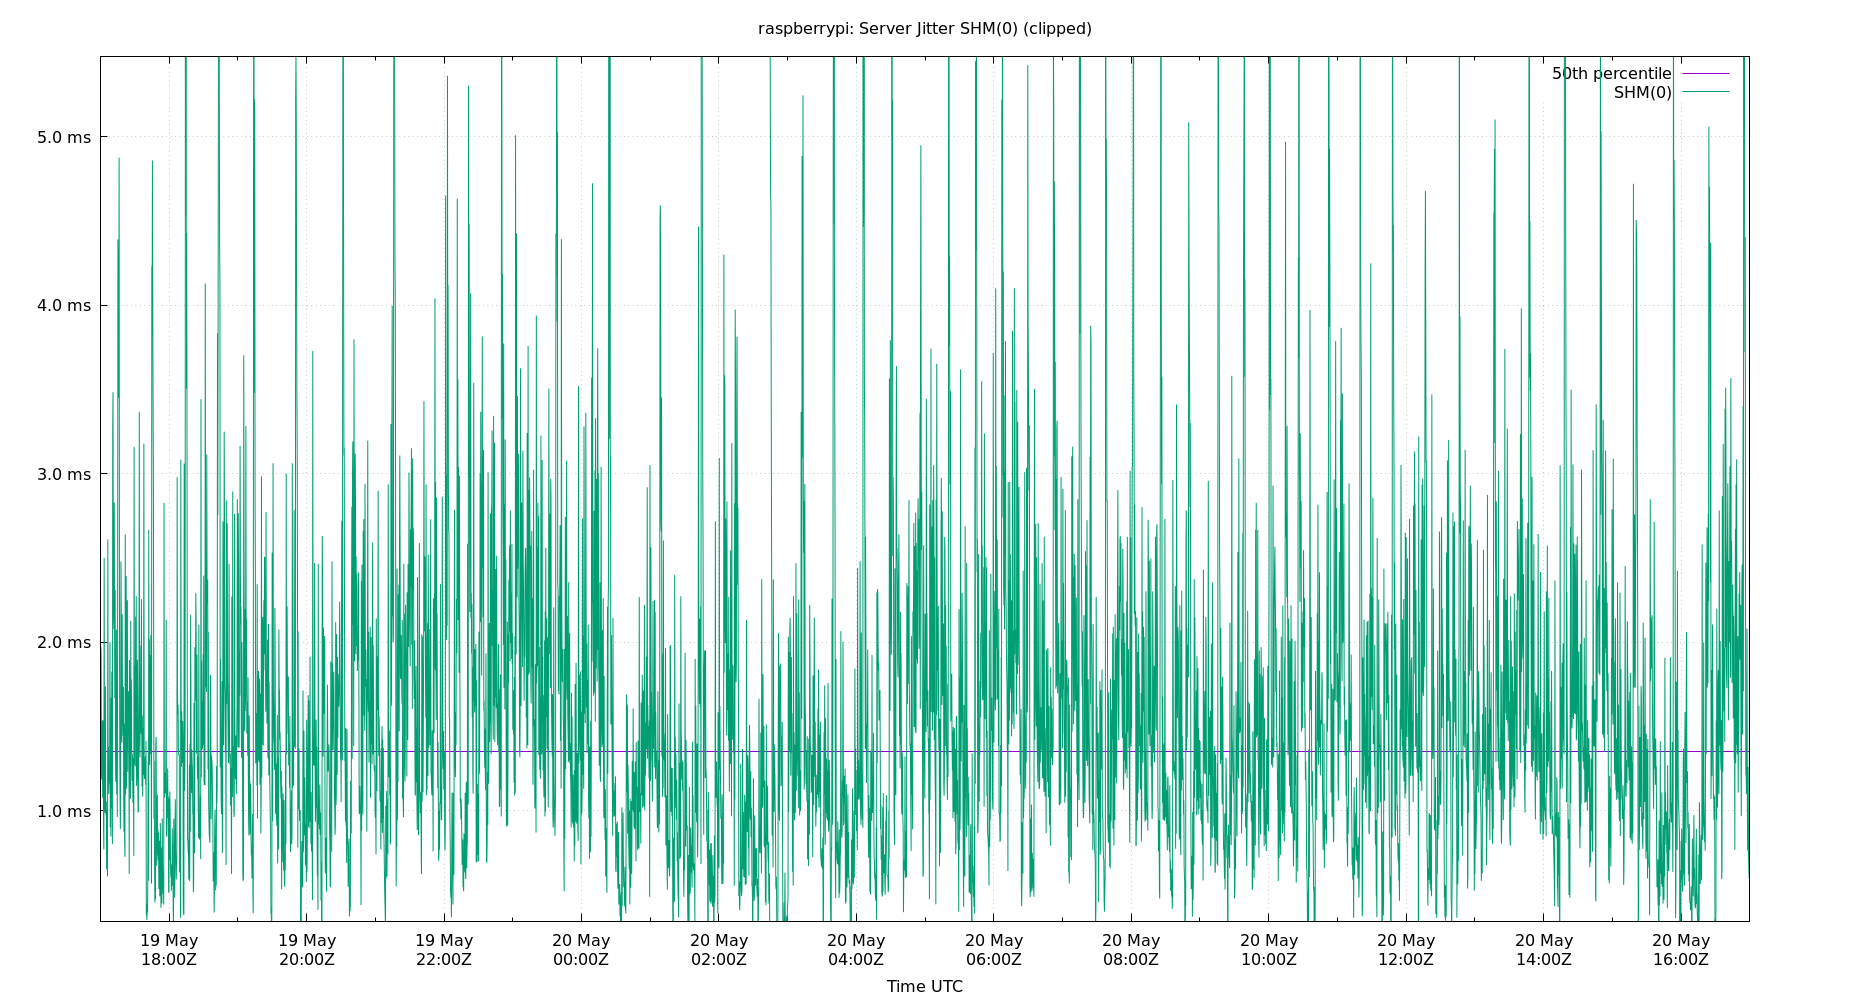 raspberrypi: Server Jitter SHM(0) (clipped)
50th percentile
SHM(0)
5.0 ms
4.0 ms
3.0 ms
2.0 ms
1.0 ms
19 May 19 May 19 May 20 May 20 May 20 May 20 May 20 May 20 May 20 May 20 May 20 May
18:00Z 20:00Z 22:00Z 00:00Z 02:00Z 04:00Z 06:00Z 08:00Z 10:00Z 12:00Z 14:00Z 16:00Z
Time UTC